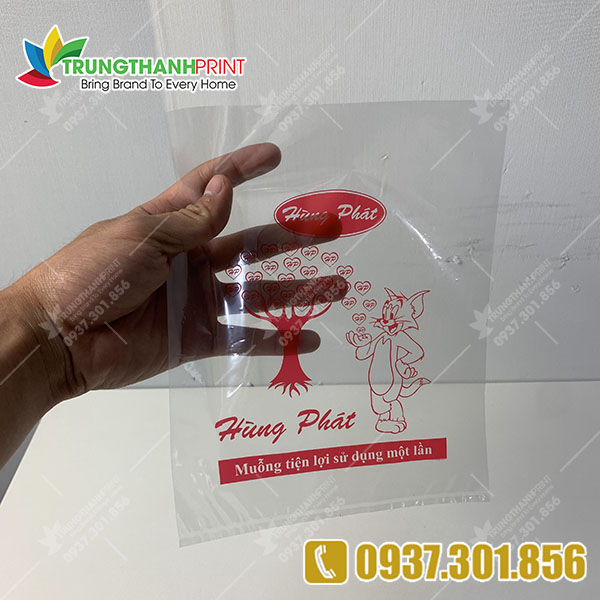 TRUNGTHANHPRINT
Bring Brand To Every Home
Hùng Phát
Hùng Phát
Muỗng tiện lợi sử dụng một lần
0937.301.856